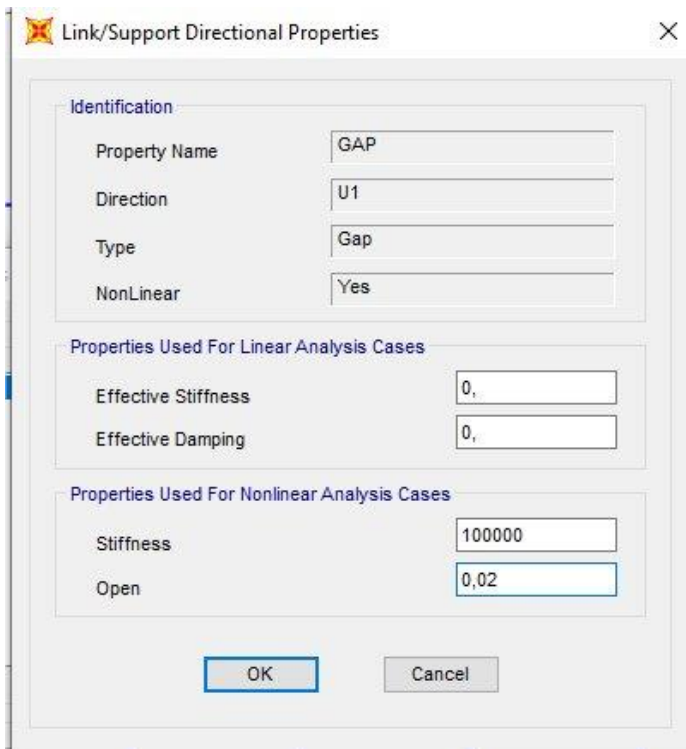 Link/Support Directional Properties
Identification
Property Name GAP
Direction U1
Type Gap
NonLinear Yes
Properties Used For Linear Analysis Cases
Effective Stiffness 0,
Effective Damping 0,
Properties Used For Nonlinear Analysis Cases
Stiffness 100000
Open 0,02
OK Cancel